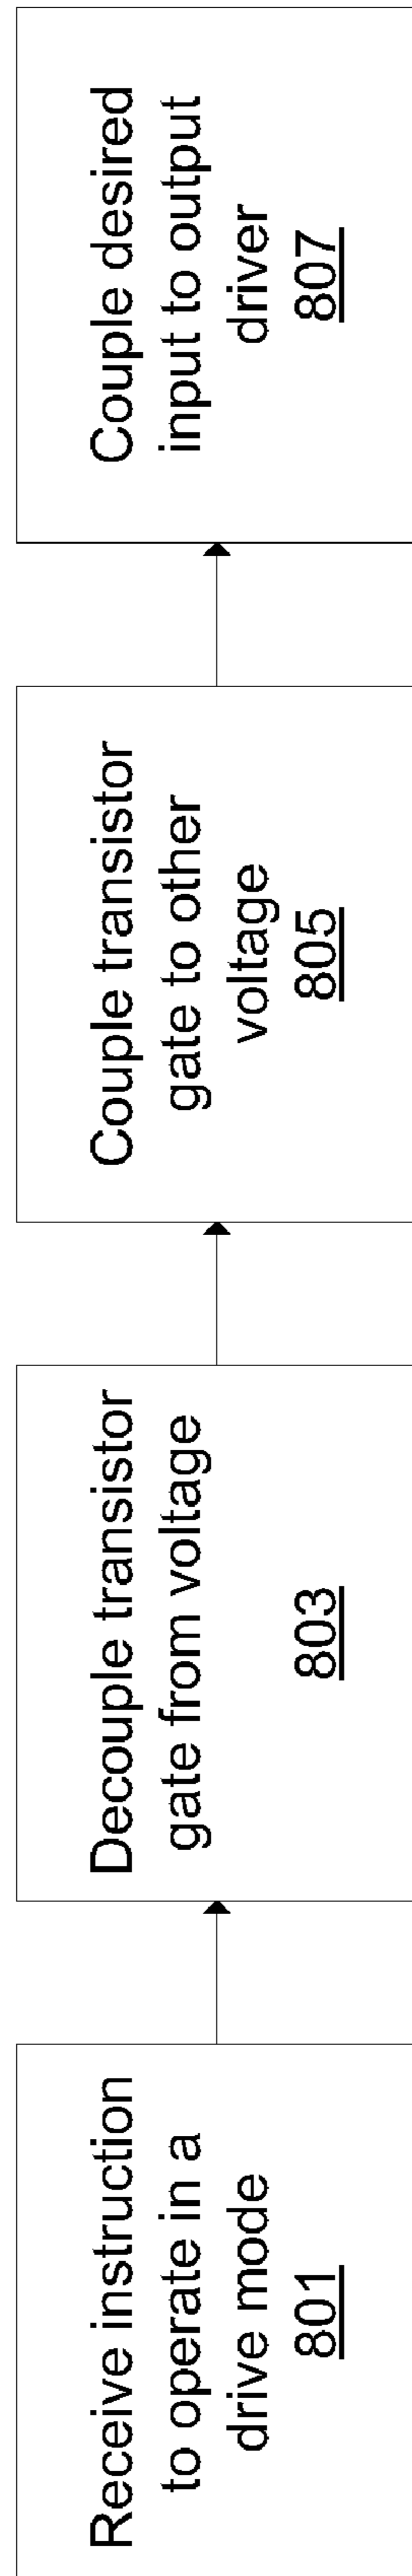 Receive instruction
to operate in a
drive mode
801
Decouple transistor
gate from voltage
803
Couple transistor
gate to other
voltage
805
Couple desired
input to output
driver
807